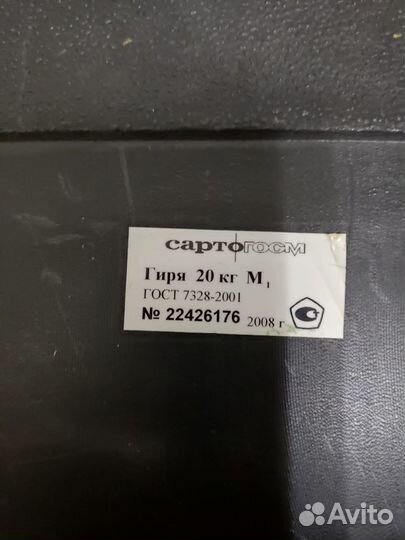 сартогосм
Гиря 20 кг М₁
ГОСТ 7328-2001
№ 22426176 2008 г
Avito